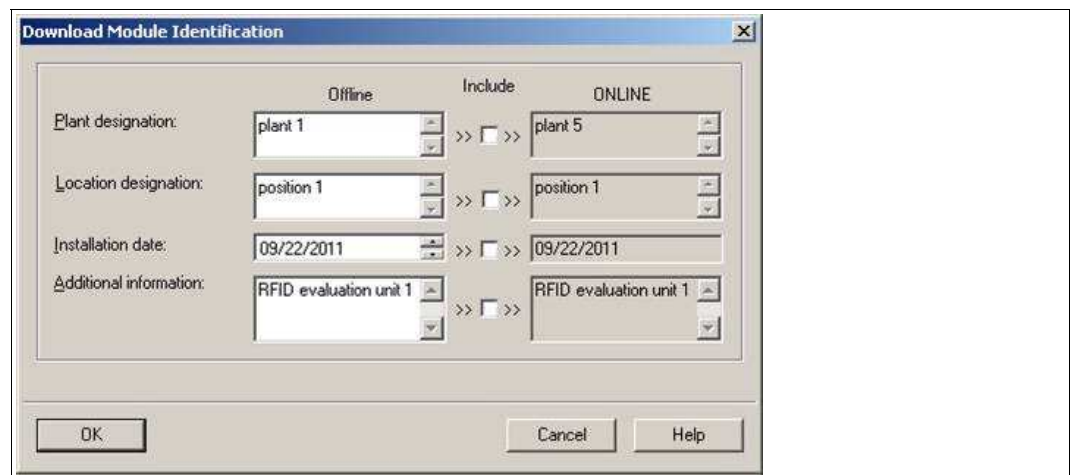 Download Module Identification
Offline Include ONLINE
Plant designation: plant 1 >> >> plant 5
Location designation: position 1 >> >> position 1
Installation date: 09/22/2011 >> >> 09/22/2011
Additional information: RFID evaluation unit 1 >> >> RFID evaluation unit 1
OK Cancel Help